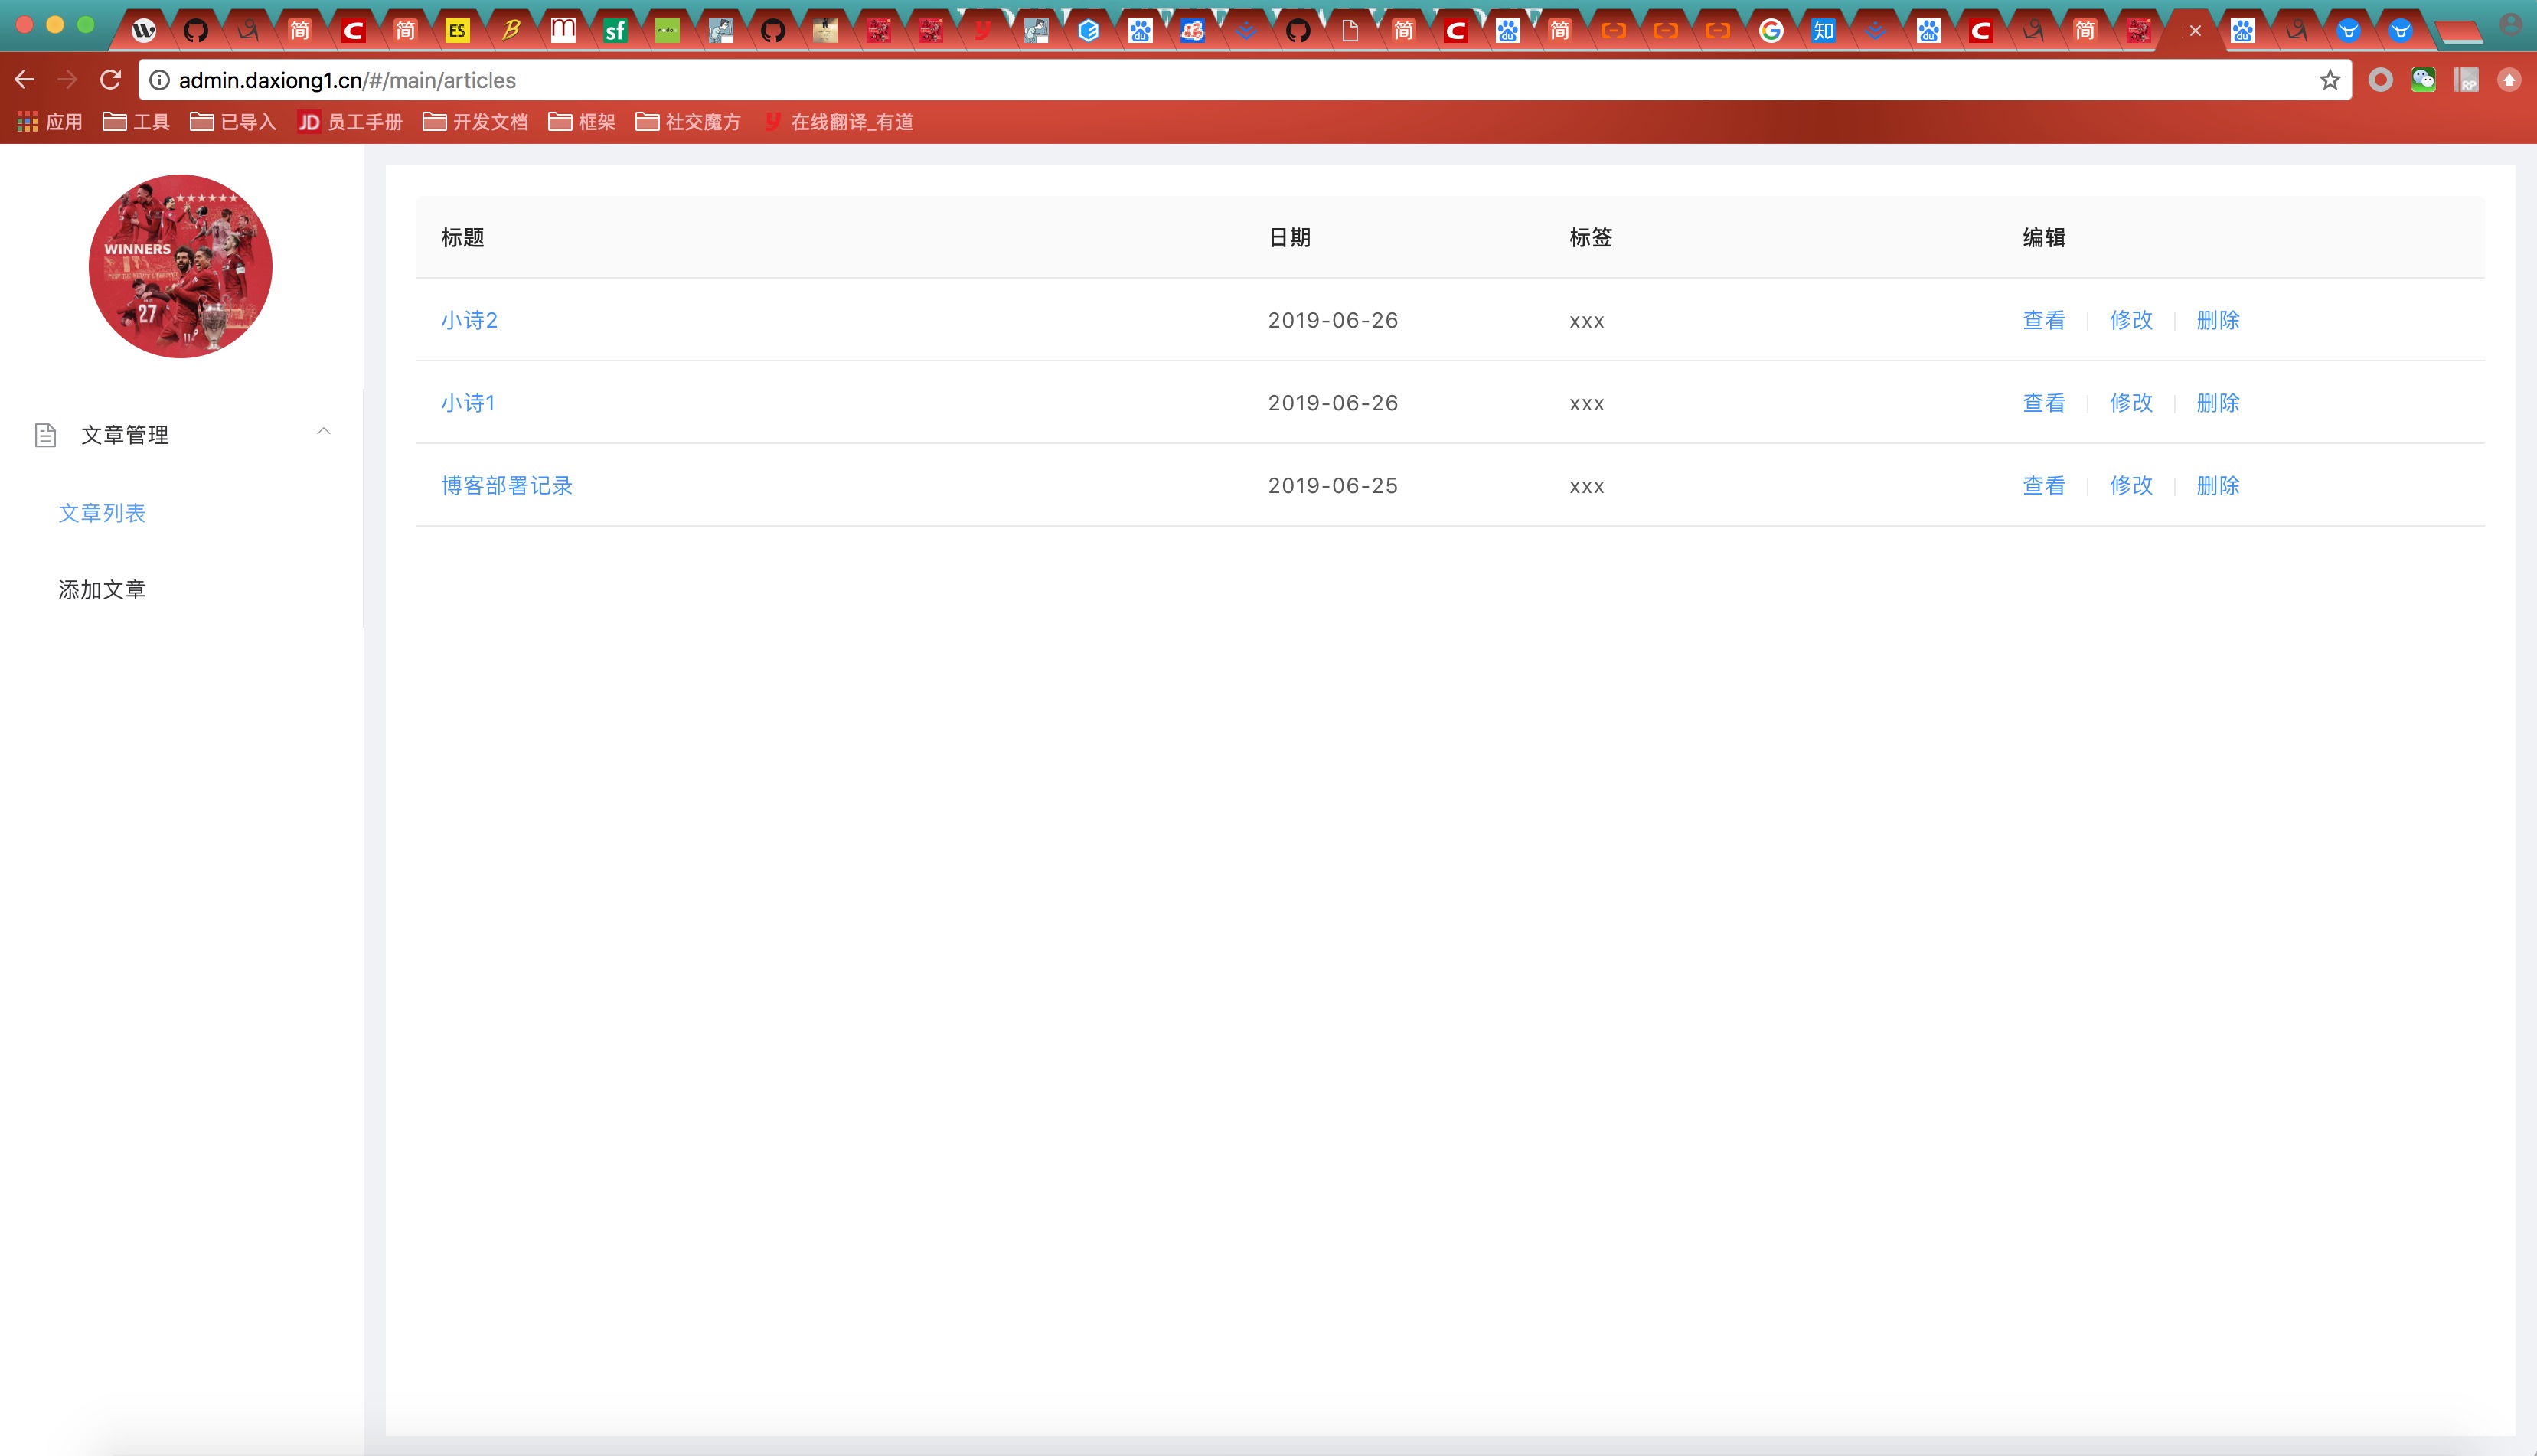 admin.daxiong1.cn/#/main/articles
应用 工具 已导入 JD 员工手册 开发文档 框架 社交魔方 y 在线翻译_有道
WINNERS
27
11
文章管理
文章列表
添加文章
标题 日期 标签 编辑
小诗2 2019-06-26 xxx 查看 修改 删除
小诗1 2019-06-26 xxx 查看 修改 删除
博客部署记录 2019-06-25 xxx 查看 修改 删除